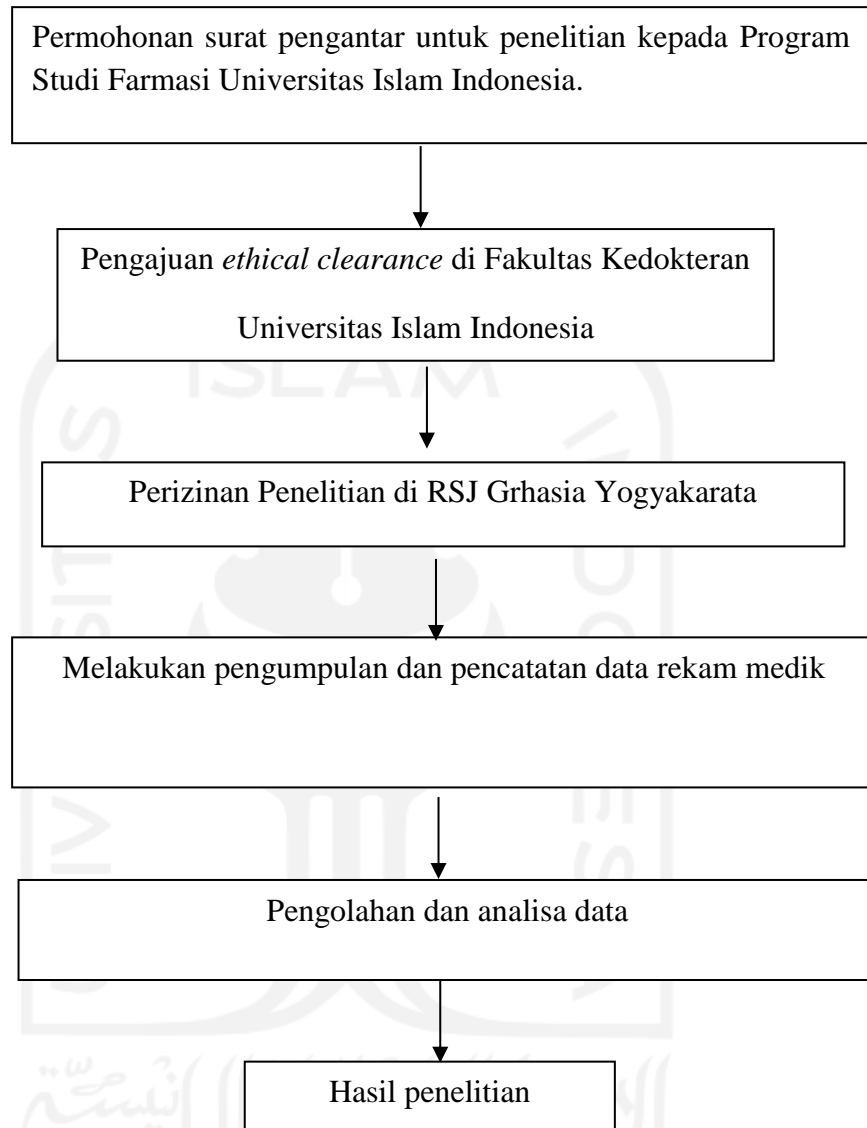 Permohonan surat pengantar untuk penelitian kepada Program
Studi Farmasi Universitas Islam Indonesia.
Pengajuan ethical clearance di Fakultas Kedokteran
Universitas Islam Indonesia
ISLAM
Perizinan Penelitian di RSJ Grhasia Yogyakarata
Melakukan pengumpulan dan pencatatan data rekam medik
Pengolahan dan analisa data
Hasil penelitian